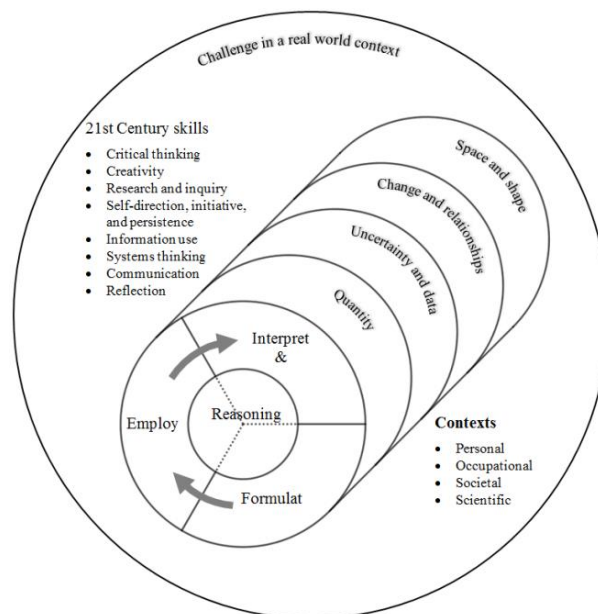 Challenge in a real world context
21st Century skills
• Critical thinking
• Creativity
• Research and inquiry
• Self-direction, initiative,
and persistence
• Information use
• Systems thinking
• Communication
• Reflection
Space and shape
Change and relationships
Uncertainty and data
Quantity
Interpret
&
Reasoning
Employ
Formulat
Contexts
• Personal
• Occupational
• Societal
• Scientific